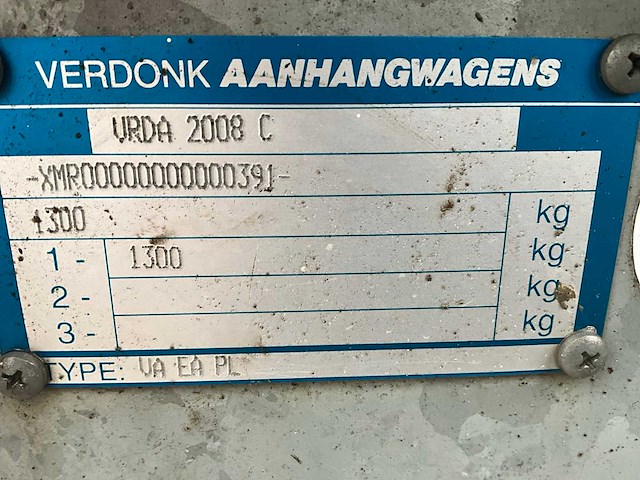 VERDONK AANHANGWAGENS
VRDA 2008 C
-XMR00000000000391-
1300 kg
1 - 1300 kg
2 - kg
3 - kg
TYPE: VA EA PL